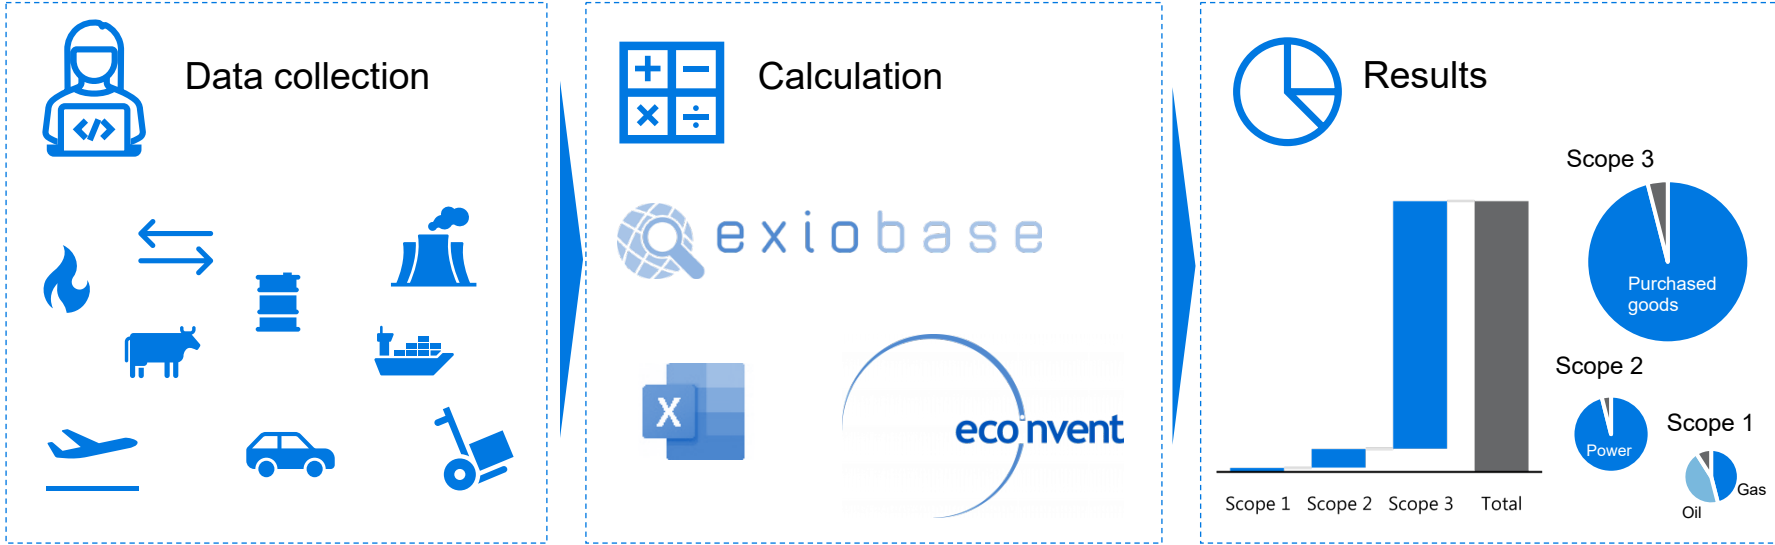 Data collection
</>
Calculation
exiobase
X
ecoinvent
Results
Scope 3
Purchased
goods
Scope 2
Power
Scope 1
Gas
Oil
Scope 1 Scope 2 Scope 3 Total